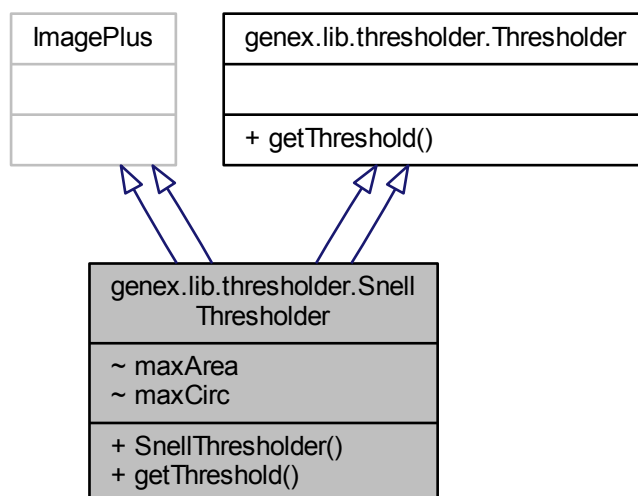 ImagePlus
genex.lib.thresholder.Thresholder
+ getThreshold()
genex.lib.thresholder.Snell
Thresholder
~ maxArea
~ maxCirc
+ SnellThresholder()
+ getThreshold()